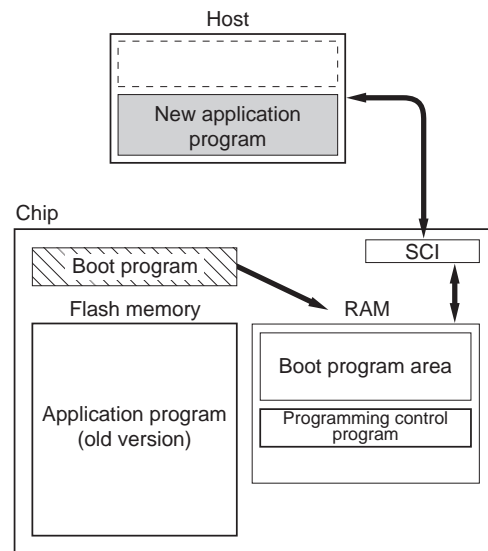 Host
New application
program
Chip
SCI
Boot program
Flash memory
RAM
Boot program area
Application program
(old version)
Programming control
program